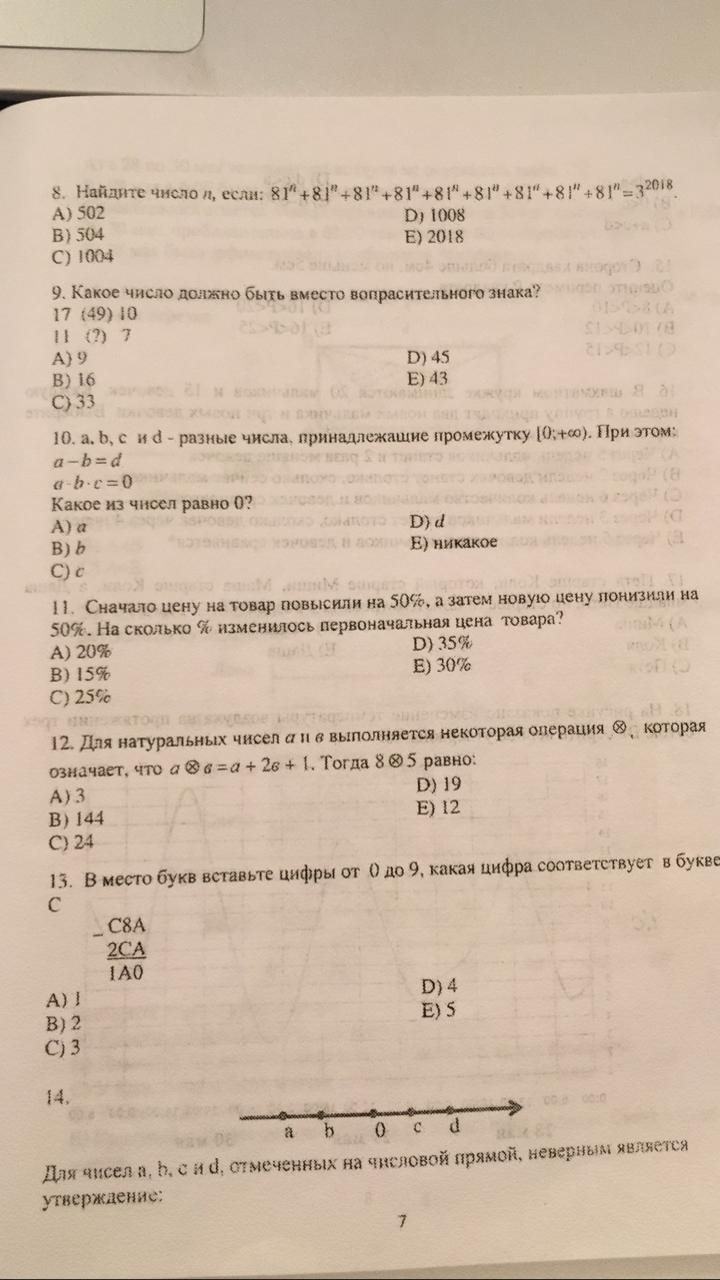 8. Найдите число n, если: 81ⁿ+81ⁿ+81ⁿ+81ⁿ+81ⁿ+81ⁿ+81ⁿ+81ⁿ+81ⁿ=3²⁰¹⁸.
A) 502
D) 1008
B) 504
E) 2018
C) 1004
9. Какое число должно быть вместо вопрасительного знака?
17 (49) 10
11 (?) 7
A) 9
D) 45
B) 16
E) 43
C) 33
10. a, b, c и d - разные числа, принадлежащие промежутку [0;+∞). При этом:
a−b=d
a·b·c=0
Какое из чисел равно 0?
A) a
D) d
B) b
E) никакое
C) c
11. Сначало цену на товар повысили на 50%, а затем новую цену понизили на
50%. На сколько % изменилось первоначальная цена товара?
A) 20%
D) 35%
B) 15%
E) 30%
C) 25%
12. Для натуральных чисел а и в выполняется некоторая операция ⊗, которая
означает, что а ⊗ в = а + 2в + 1. Тогда 8 ⊗ 5 равно:
A) 3
D) 19
B) 144
E) 12
C) 24
13. В место букв вставьте цифры от 0 до 9, какая цифра соответствует в букве
C
_ C8A
2CA
1A0
A) 1
D) 4
B) 2
E) 5
C) 3
14.
a b 0 c d
Для чисел a, b, c и d, отмеченных на числовой прямой, неверным является
утверждение:
7